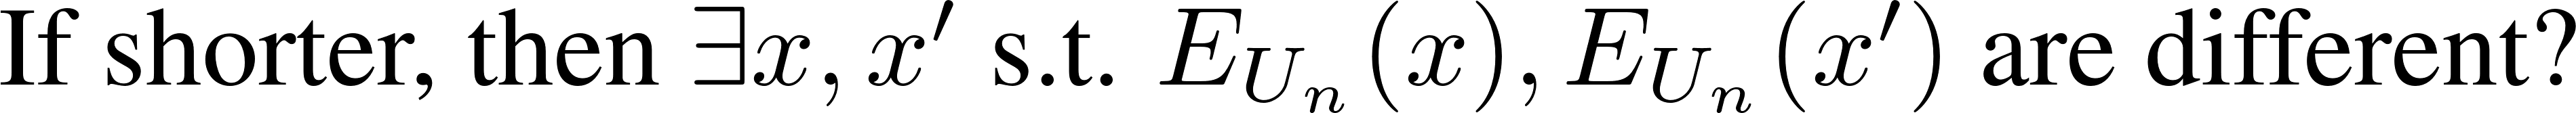 If shorter, then ∃x, x′ s.t. E_{U_n}(x), E_{U_n}(x′) are different?